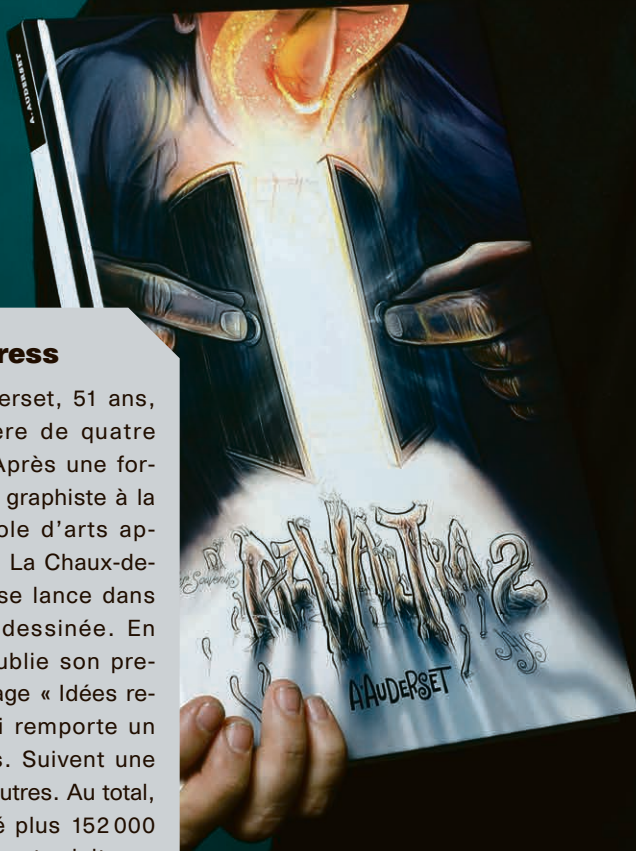 A. AUDERSET
ress
erset, 51 ans,
ère de quatre
Après une for-
graphiste à la
ole d'arts ap-
La Chaux-de-
se lance dans
dessinée. En
ublie son pre-
age « Idées re-
i remporte un
s. Suivent une
utres. Au total,
é plus 152 000
Souvenirs
2
A. AUDERSET